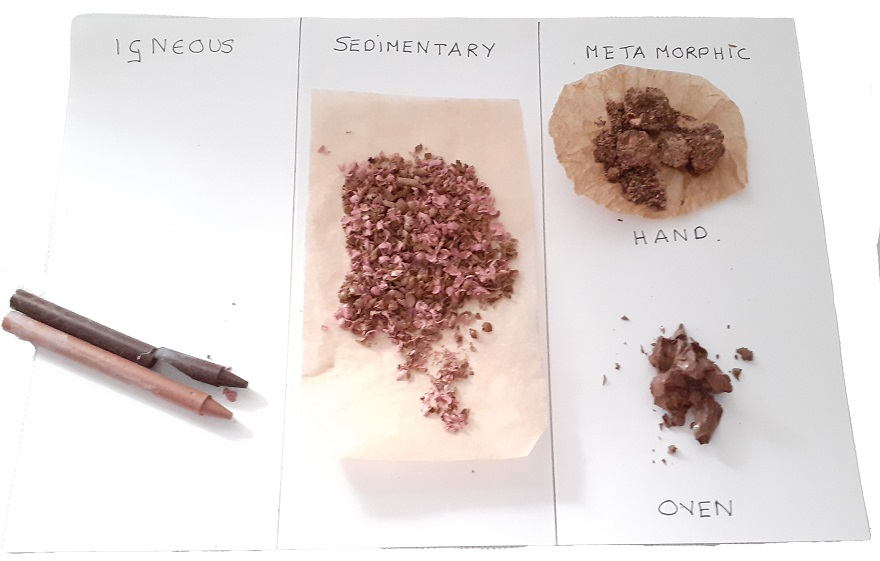 IGNEOUS
SEDIMENTARY
METAMORPHIC
HAND.
OVEN